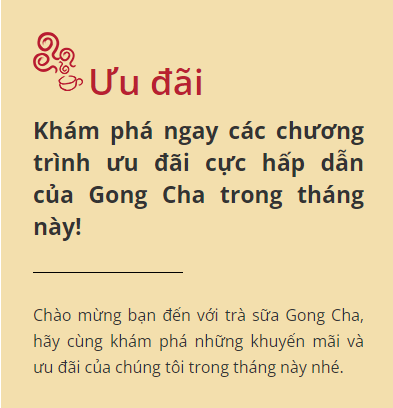 Ưu đãi
Khám phá ngay các chương
trình ưu đãi cực hấp dẫn
của Gong Cha trong tháng
này!
Chào mừng bạn đến với trà sữa Gong Cha,
hãy cùng khám phá những khuyến mãi và
ưu đãi của chúng tôi trong tháng này nhé.